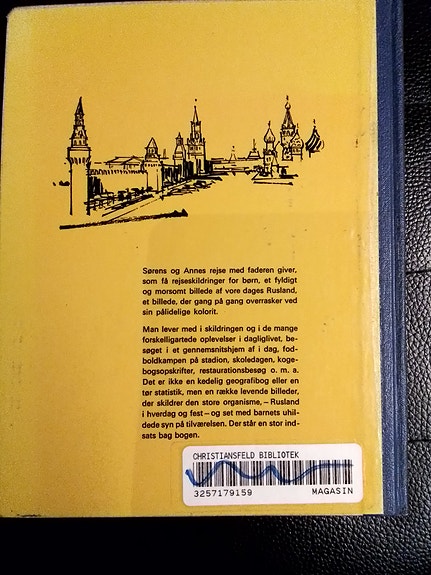 Sørens og Annes rejse med faderen giver,
som få rejseskildringer for børn, et fyldigt
og morsomt billede af vore dages Rusland,
et billede, der gang på gang overrasker ved
sin pålidelige kolorit.
Man lever med i skildringen og i de mange
forskelligartede oplevelser i dagliglivet, be-
søget i et gennemsnitshjem af i dag, fod-
boldkampen på stadion, skoledagen, koge-
bogsopskrifter, restaurationsbesøg o. m. a.
Det er ikke en kedelig geografibog eller en
tør statistik, men en række levende billeder,
der skildrer den store organisme, – Rusland
i hverdag og fest – og set med barnets uhil-
dede syn på tilværelsen. Der står en stor ind-
sats bag bogen.
CHRISTIANSFELD BIBLIOTEK
3257179159 MAGASIN